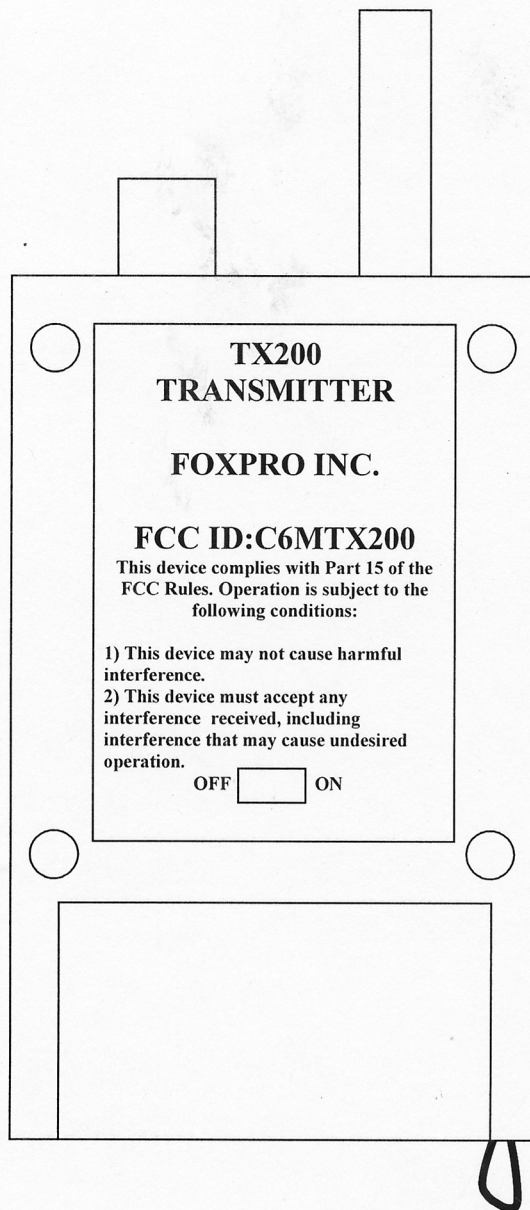 TX200
TRANSMITTER
FOXPRO INC.
FCC ID:C6MTX200
This device complies with Part 15 of the
FCC Rules. Operation is subject to the
following conditions:
1) This device may not cause harmful
interference.
2) This device must accept any
interference  received, including
interference that may cause undesired
operation.
OFF ON